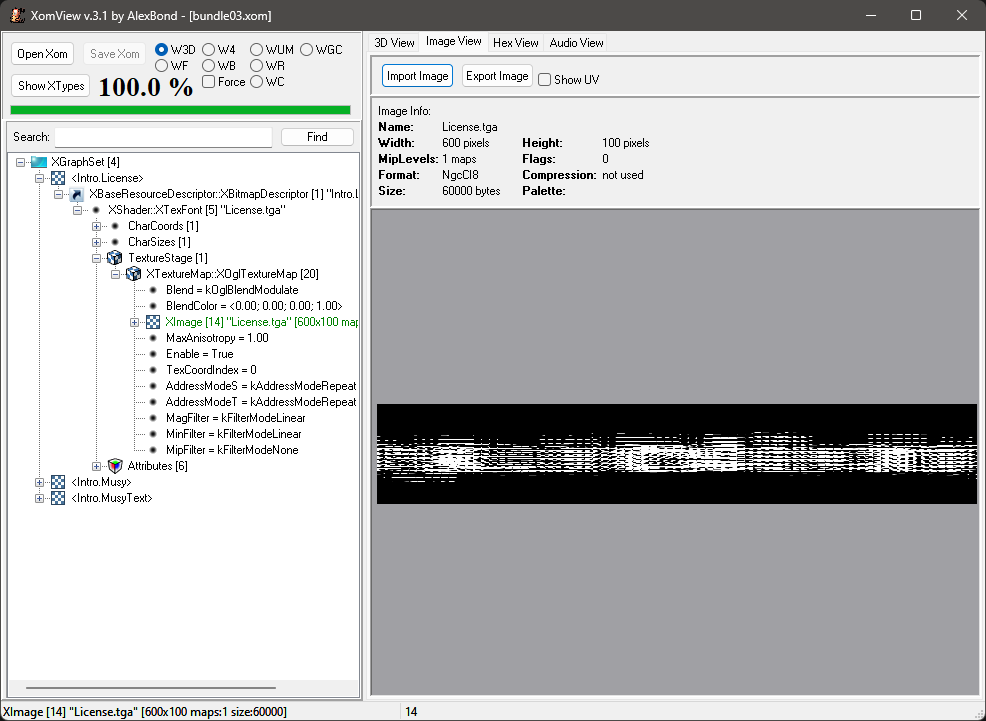 XomView v.3.1 by AlexBond - [bundle03.xom]
Open Xom
Save Xom
W3D
W4
WUM
WGC
WF
WB
WR
Show XTypes
100.0 %
Force
WC
Search:
Find
XGraphSet [4]
<Intro.License>
XBaseResourceDescriptor::XBitmapDescriptor [1] "Intro.L
XShader::XTexFont [5] "License.tga"
CharCoords [1]
CharSizes [1]
TextureStage [1]
XTextureMap::XOglTextureMap [20]
Blend = kOglBlendModulate
BlendColor = <0.00; 0.00; 0.00; 1.00>
XImage [14] "License.tga" [600x100 map
MaxAnisotropy = 1.00
Enable = True
TexCoordIndex = 0
AddressModeS = kAddressModeRepeat
AddressModeT = kAddressModeRepeat
MagFilter = kFilterModeLinear
MinFilter = kFilterModeLinear
MipFilter = kFilterModeNone
Attributes [6]
<Intro.Musy>
<Intro.MusyText>
3D View
Image View
Hex View
Audio View
Import Image
Export Image
Show UV
Image Info:
Name: License.tga
Width: 600 pixels Height: 100 pixels
MipLevels: 1 maps Flags: 0
Format: NgcCI8 Compression: not used
Size: 60000 bytes Palette:
XImage [14] "License.tga" [600x100 maps:1 size:60000]
14